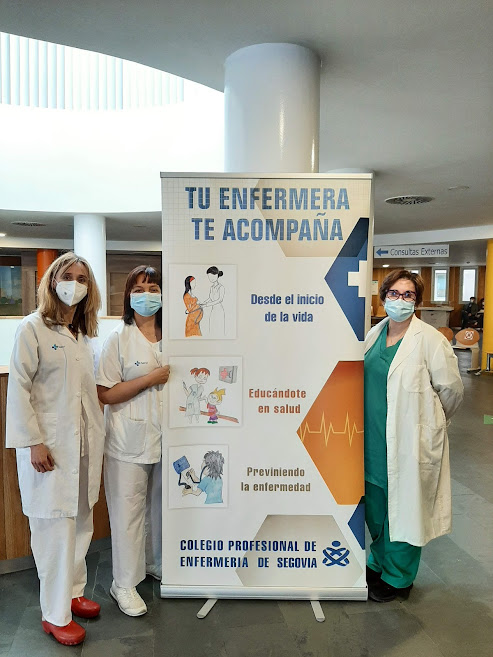 TU ENFERMERA
TE ACOMPAÑA
Consultas Externas
Desde el inicio
de la vida
Educándote
en salud
Previniendo
la enfermedad
COLEGIO PROFESIONAL DE
ENFERMERIA DE SEGOVIA